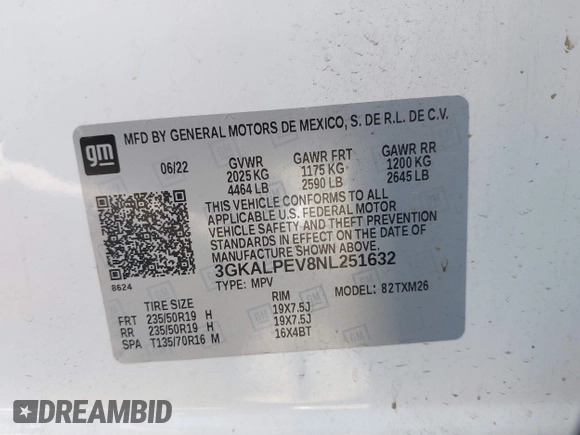 gm
MFD BY GENERAL MOTORS DE MEXICO, S. DE R.L. DE C.V.
06/22 GVWR GAWR FRT GAWR RR
2025 KG 1175 KG 1200 KG
4464 LB 2590 LB 2645 LB
THIS VEHICLE CONFORMS TO ALL
APPLICABLE U.S. FEDERAL MOTOR
VEHICLE SAFETY AND THEFT PREVENTION
STANDARDS IN EFFECT ON THE DATE OF
MANUFACTURE SHOWN ABOVE.
3GKALPEV8NL251632
8624
TYPE: MPV MODEL: 82TXM26
TIRE SIZE RIM
FRT 235/50R19 H 19X7.5J
RR 235/50R19 H 19X7.5J
SPA T135/70R16 M 16X4BT
DREAMBID